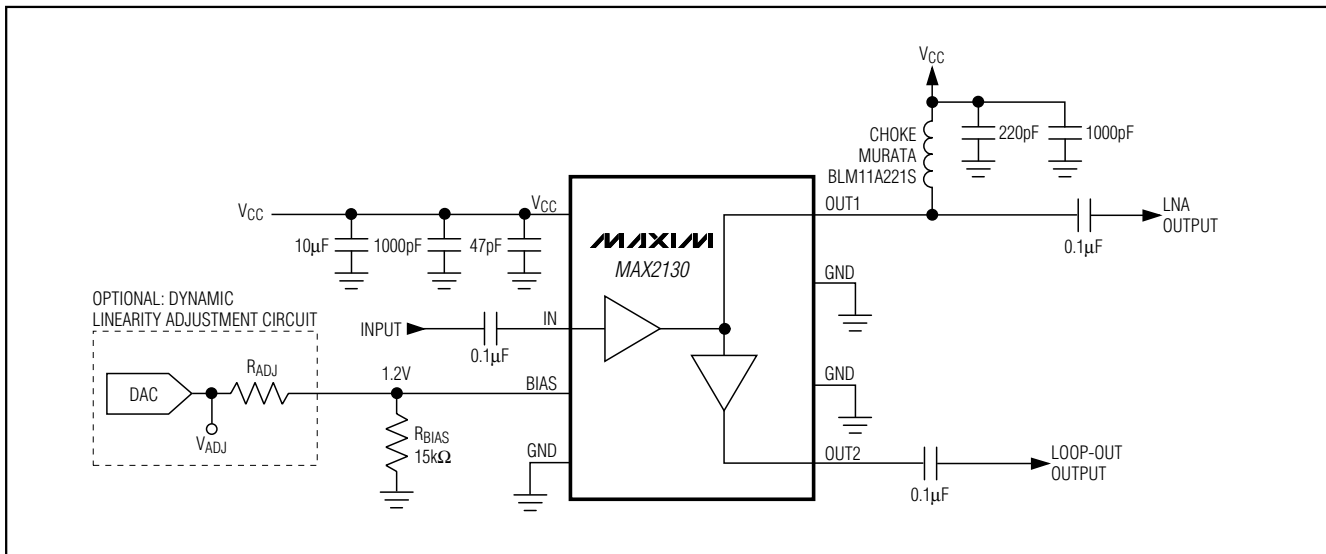 VCC
CHOKE
MURATA
BLM11A221S
220pF
1000pF
VCC
VCC
10µF
1000pF
47pF
MAXIM
MAX2130
OUT1
0.1µF
LNA
OUTPUT
GND
OPTIONAL: DYNAMIC
LINEARITY ADJUSTMENT CIRCUIT
INPUT
0.1µF
IN
DAC
RADJ
VADJ
1.2V
BIAS
GND
RBIAS
15kΩ
GND
OUT2
0.1µF
LOOP-OUT
OUTPUT